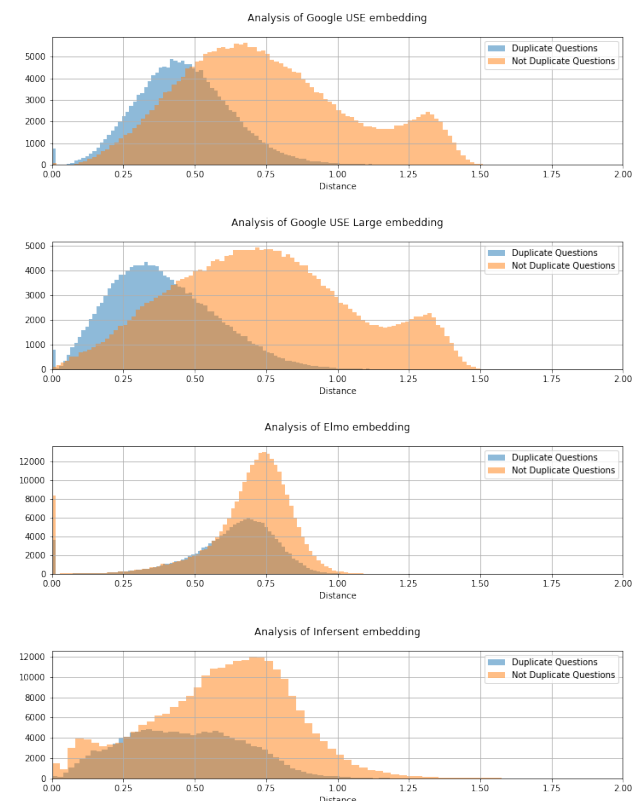 Analysis of Google USE embedding
Duplicate Questions
Not Duplicate Questions
5000
4000
3000
2000
1000
0
0.00 0.25 0.50 0.75 1.00 1.25 1.50 1.75 2.00
Distance
Analysis of Google USE Large embedding
Duplicate Questions
Not Duplicate Questions
5000
4000
3000
2000
1000
0
0.00 0.25 0.50 0.75 1.00 1.25 1.50 1.75 2.00
Distance
Analysis of Elmo embedding
Duplicate Questions
Not Duplicate Questions
12000
10000
8000
6000
4000
2000
0
0.00 0.25 0.50 0.75 1.00 1.25 1.50 1.75 2.00
Distance
Analysis of Infersent embedding
Duplicate Questions
Not Duplicate Questions
12000
10000
8000
6000
4000
2000
0
0.00 0.25 0.50 0.75 1.00 1.25 1.50 1.75 2.00
Distance